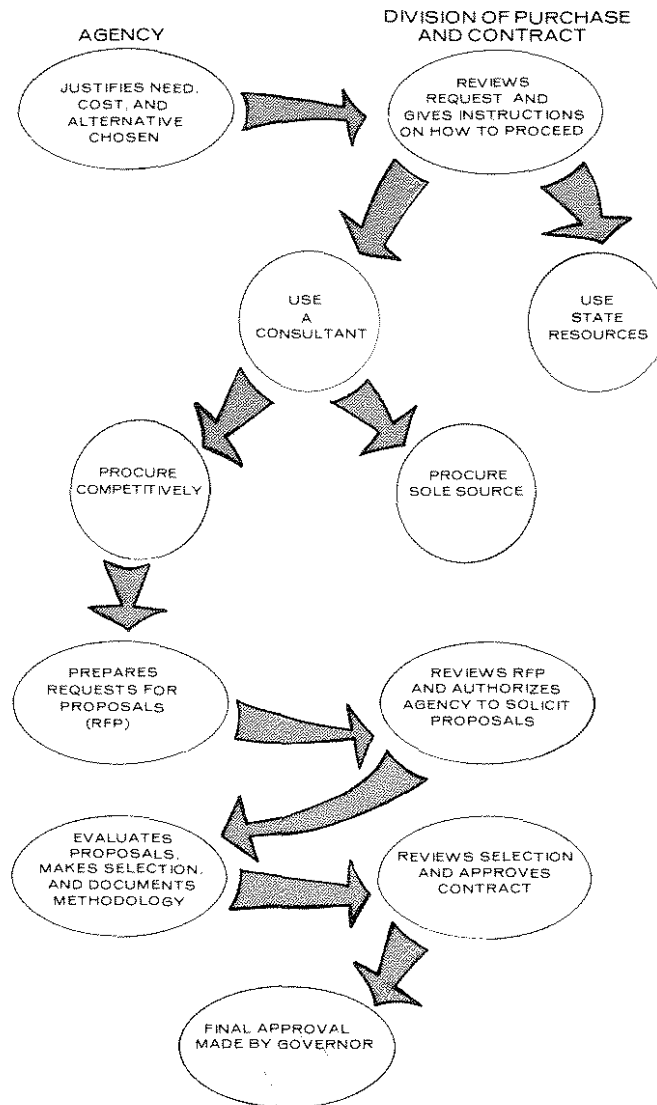 AGENCY
DIVISION OF PURCHASE
AND CONTRACT
JUSTIFIES NEED,
COST, AND
ALTERNATIVE
CHOSEN
REVIEWS
REQUEST AND
GIVES INSTRUCTIONS
ON HOW TO PROCEED
USE
A
CONSULTANT
USE
STATE
RESOURCES
PROCURE
COMPETITIVELY
PROCURE
SOLE SOURCE
PREPARES
REQUESTS FOR
PROPOSALS
(RFP)
REVIEWS RFP
AND AUTHORIZES
AGENCY TO SOLICIT
PROPOSALS
EVALUATES
PROPOSALS,
MAKES SELECTION,
AND DOCUMENTS
METHODOLOGY
REVIEWS SELECTION
AND APPROVES
CONTRACT
FINAL APPROVAL
MADE BY GOVERNOR